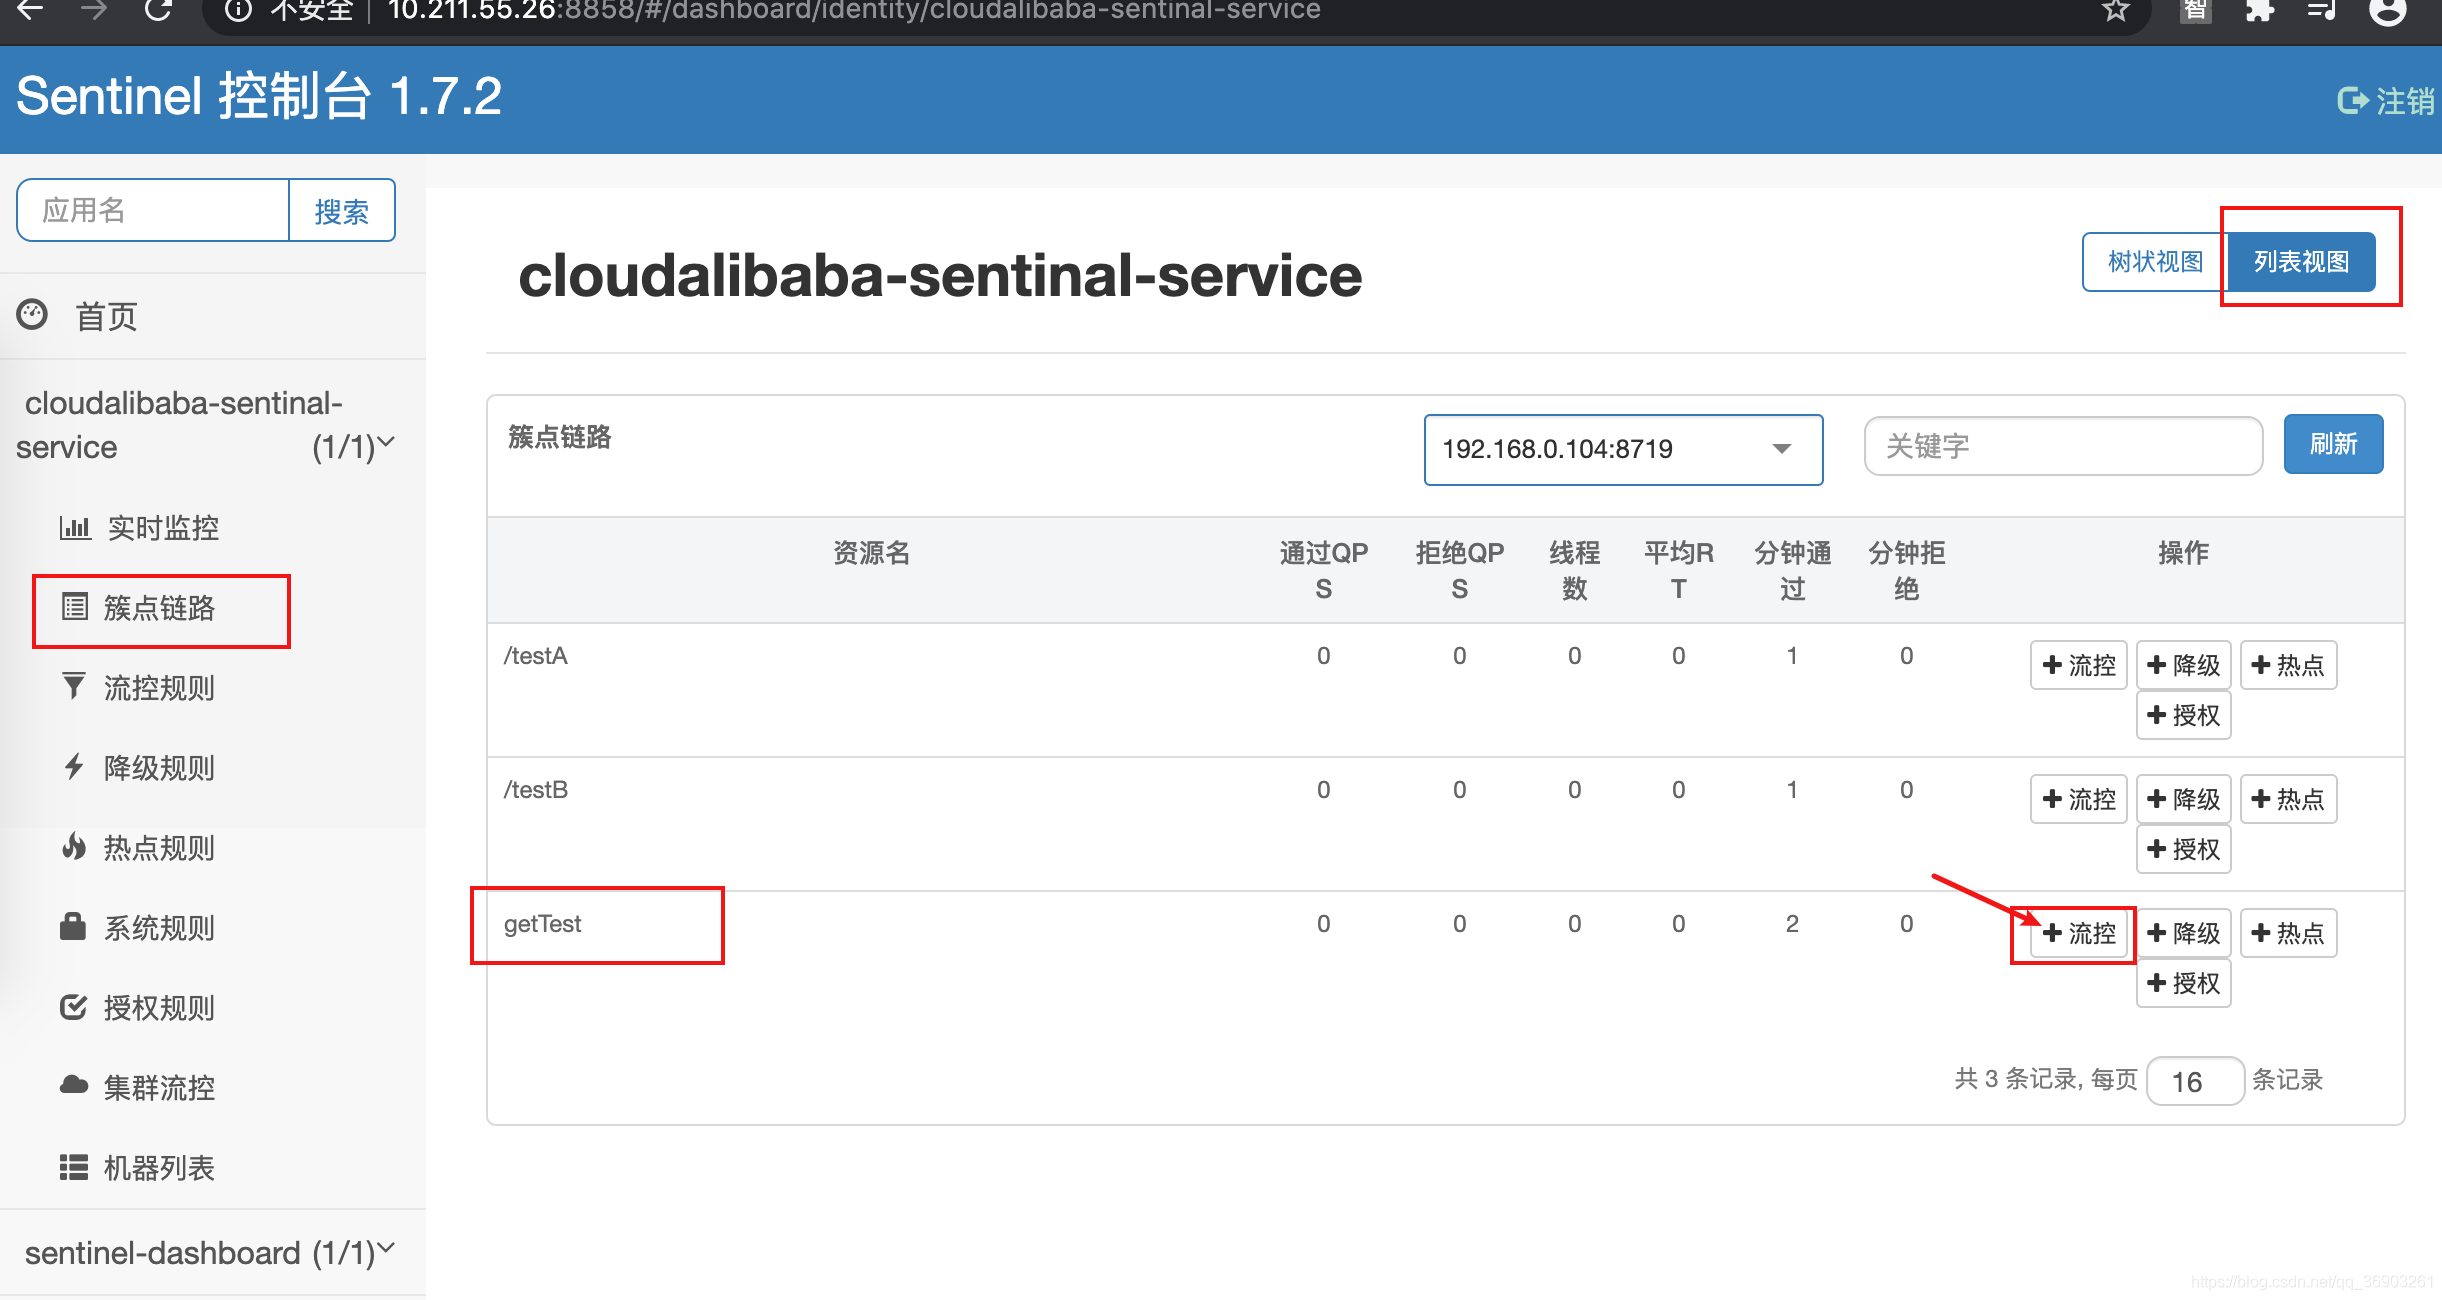 不安全 | 10.211.55.26:8858/#/dashboard/identity/cloudalibaba-sentinal-service
智
Sentinel 控制台 1.7.2
注销
应用名
搜索
首页
cloudalibaba-sentinal-
service
(1/1)
实时监控
簇点链路
流控规则
降级规则
热点规则
系统规则
授权规则
集群流控
机器列表
sentinel-dashboard (1/1)
cloudalibaba-sentinal-service
树状视图
列表视图
簇点链路
192.168.0.104:8719
关键字
刷新
资源名
通过QP
S
拒绝QP
S
线程
数
平均R
T
分钟通
过
分钟拒
绝
操作
/testA 0 0 0 0 1 0
流控 降级 热点
授权
/testB 0 0 0 0 1 0
流控 降级 热点
授权
getTest 0 0 0 0 2 0
流控 降级 热点
授权
共 3 条记录, 每页 16 条记录
https://blog.csdn.net/qq_36903261